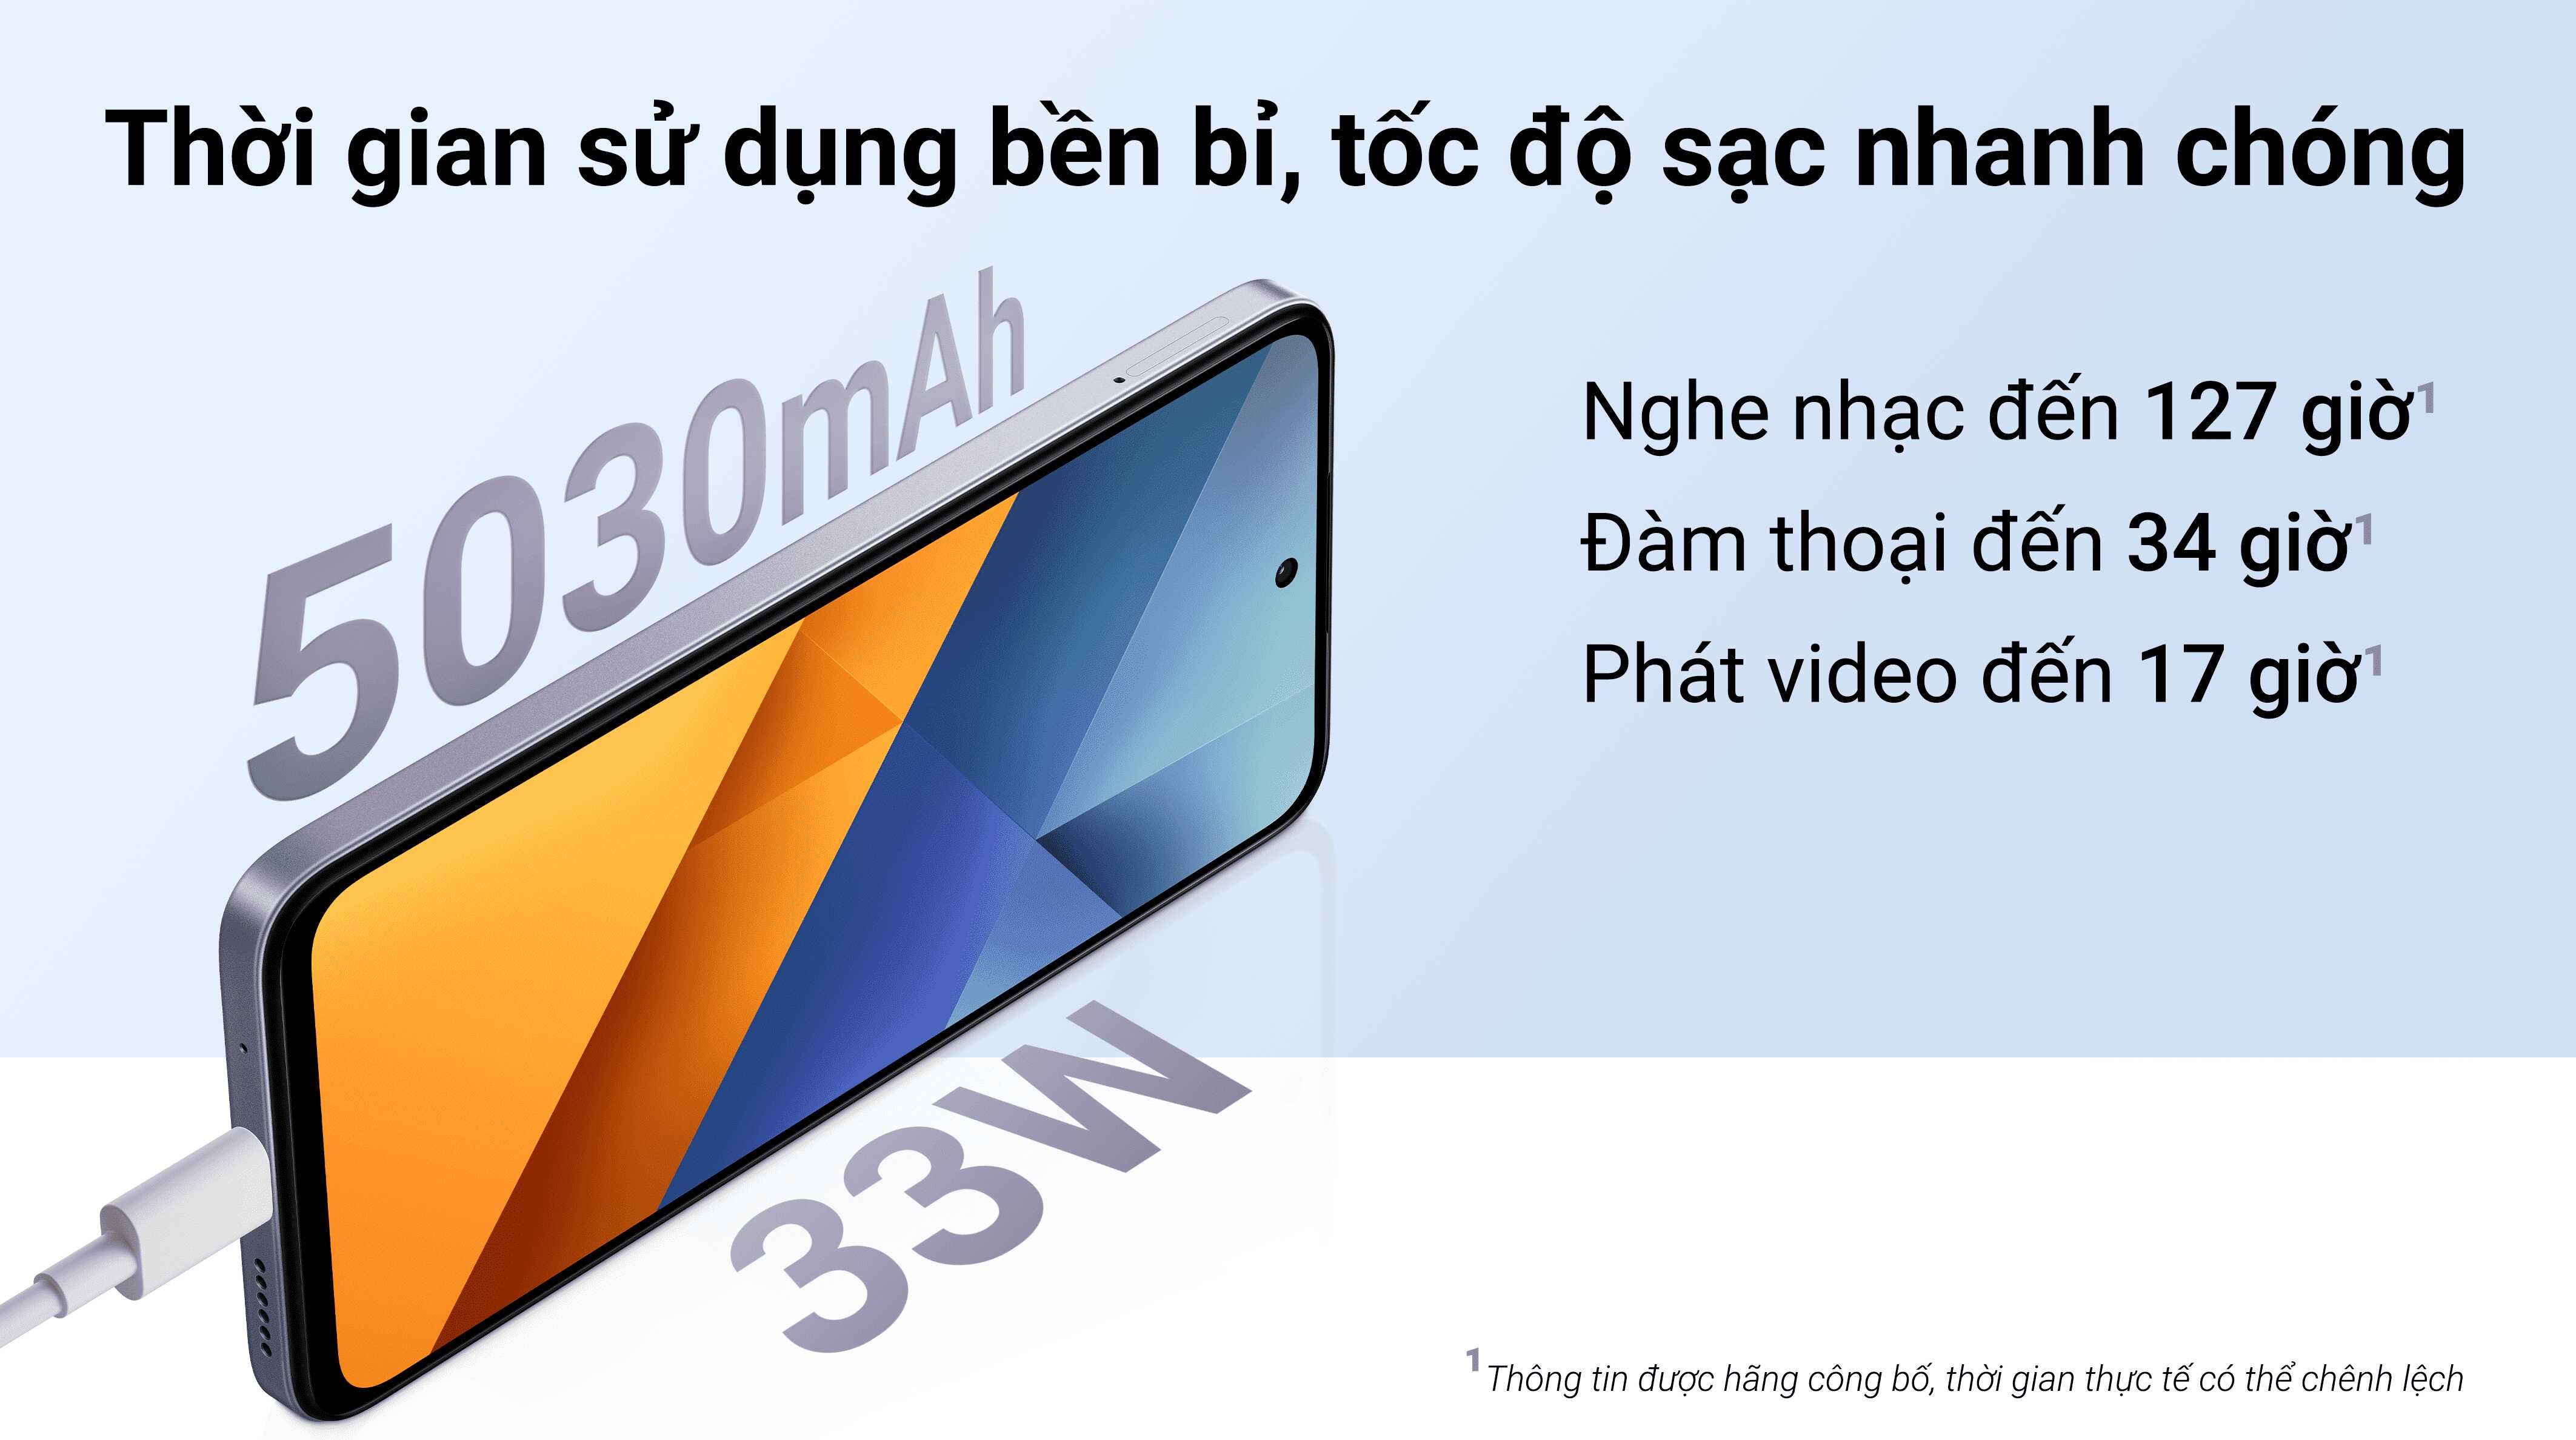 Thời gian sử dụng bền bỉ, tốc độ sạc nhanh chóng
5030mAh
Nghe nhạc đến 127 giờ¹
Đàm thoại đến 34 giờ¹
Phát video đến 17 giờ¹
33W
¹ Thông tin được hãng công bố, thời gian thực tế có thể chênh lệch